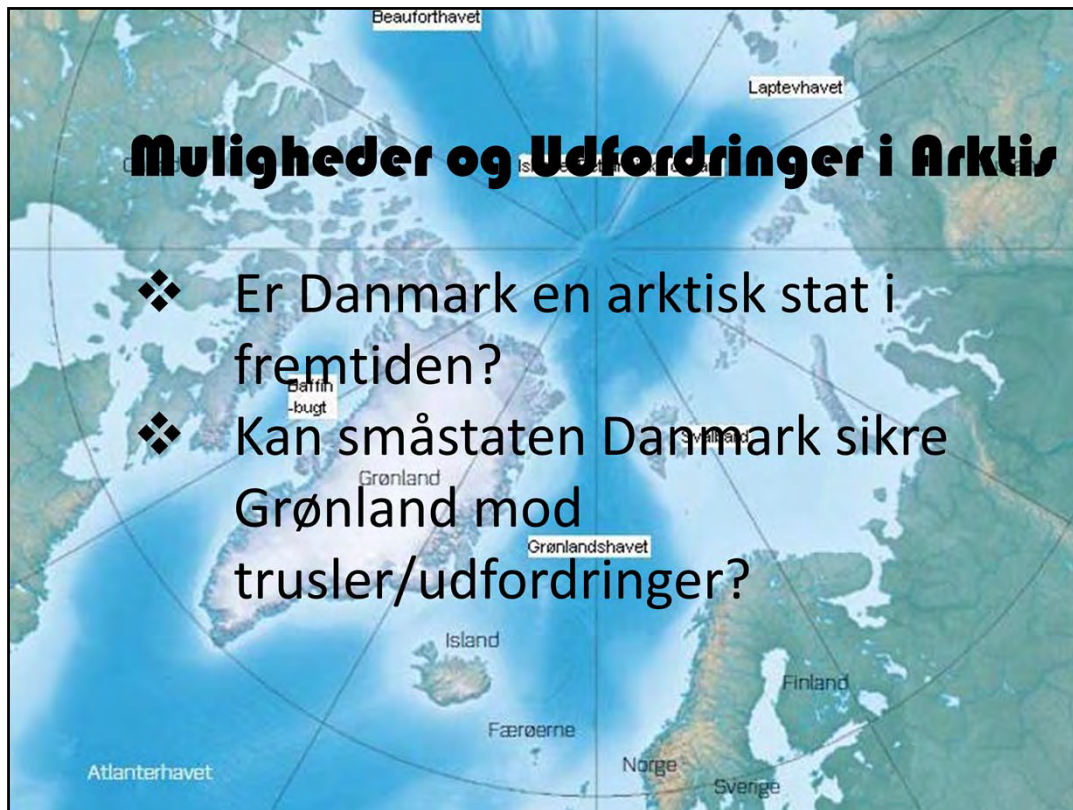 Beauforthavet
Laptevhavet
Muligheder og Udfordringer i Arktis
❖ Er Danmark en arktisk stat i
fremtiden?
Baffin
-bugt
❖ Kan småstaten Danmark sikre
Svalbard
Grønland
Grønland mod
Grønlandshavet
trusler/udfordringer?
Island
Finland
Færøerne
Norge
Atlanterhavet
Sverige